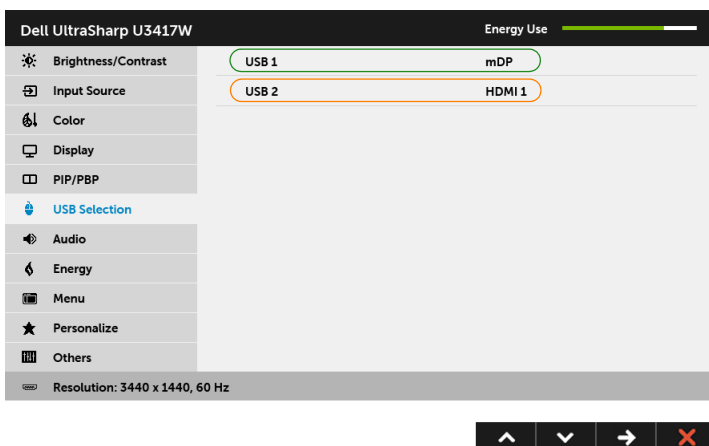 Dell UltraSharp U3417W
Energy Use
Brightness/Contrast
USB 1 mDP
Input Source
USB 2 HDMI 1
Color
Display
PIP/PBP
USB Selection
Audio
Energy
Menu
Personalize
Others
Resolution: 3440 x 1440, 60 Hz